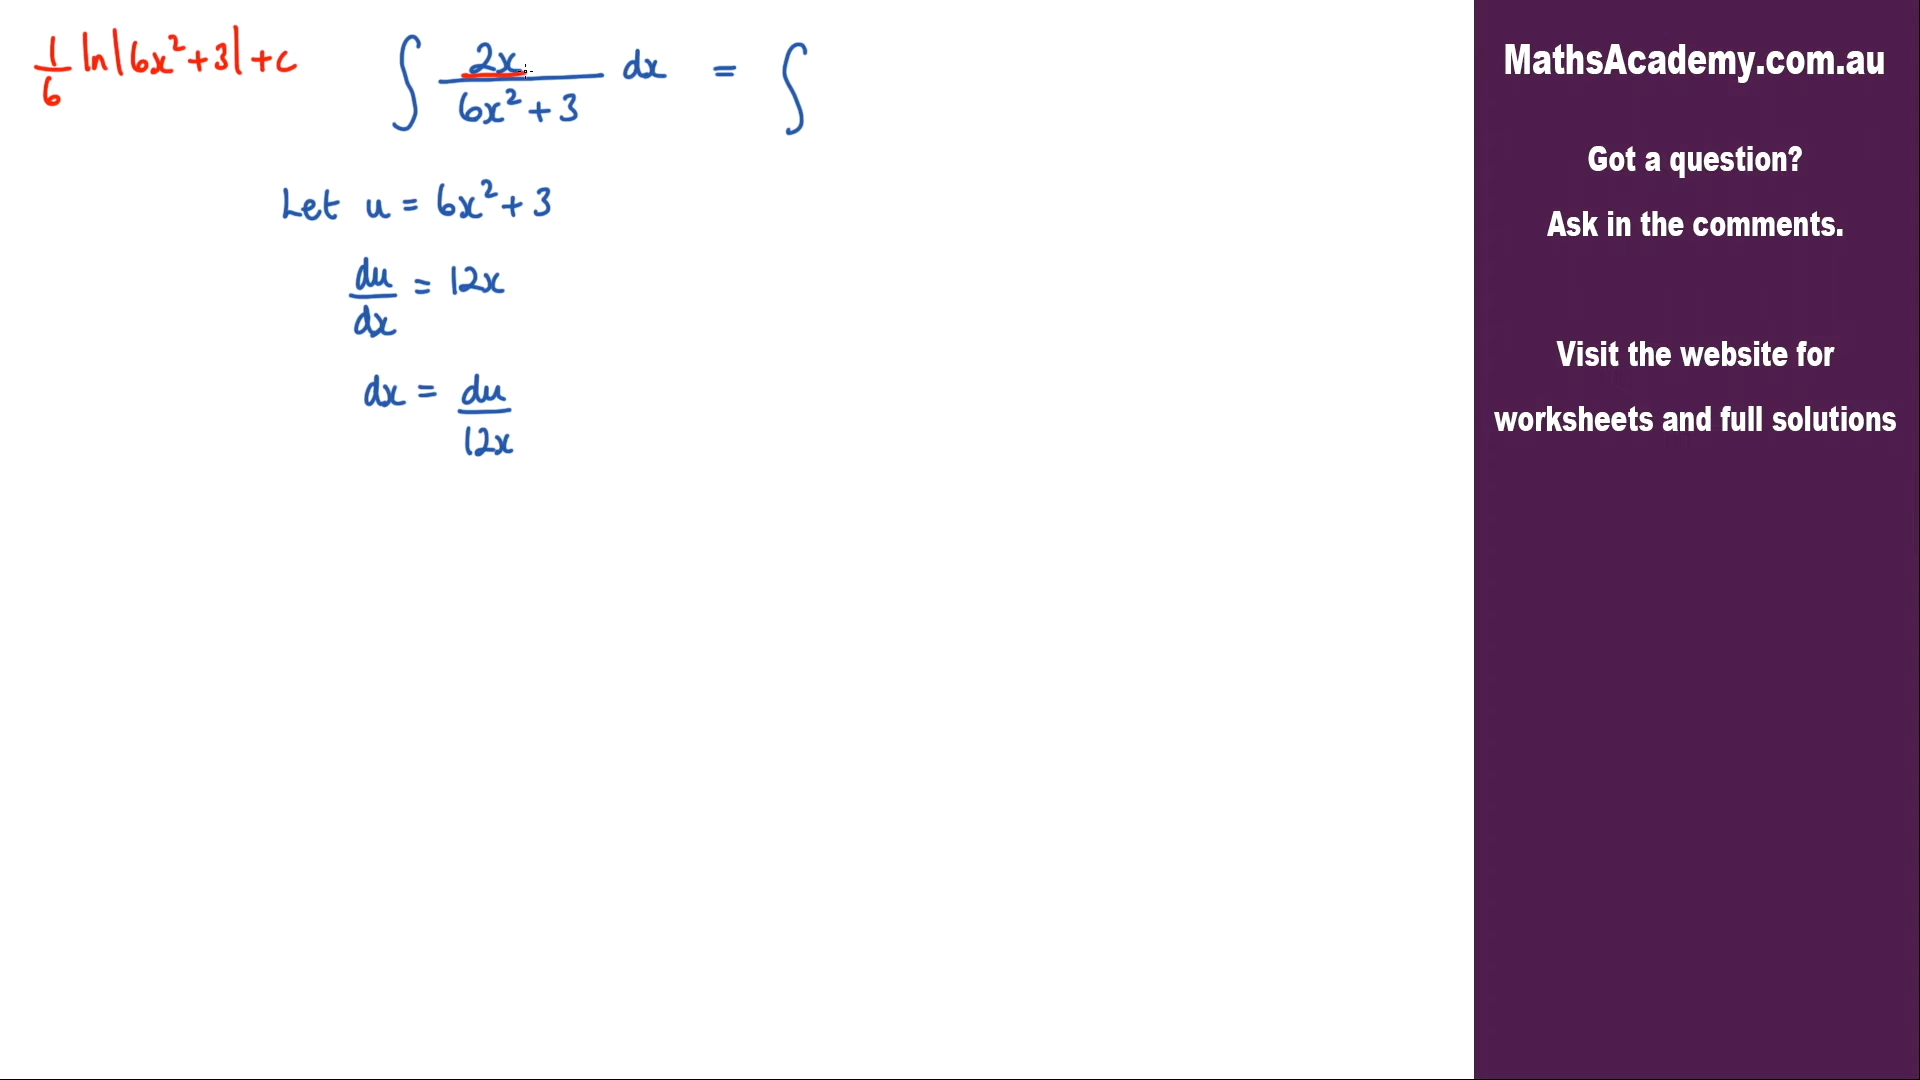 1/6 ln|6x²+3|+c
∫ 2x/(6x²+3) dx = ∫
Let u = 6x²+3
du/dx = 12x
dx = du/12x
MathsAcademy.com.au
Got a question?
Ask in the comments.
Visit the website for
worksheets and full solutions